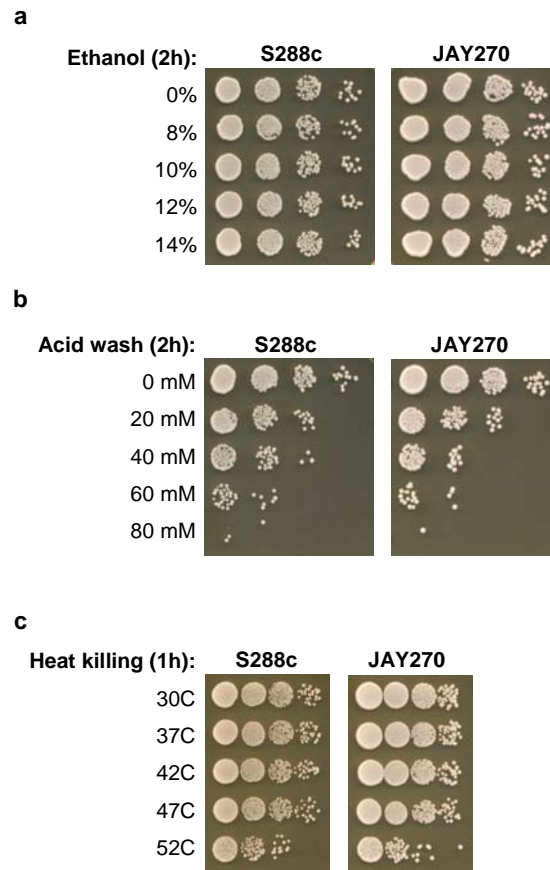 a
Ethanol (2h): S288c JAY270
0%
8%
10%
12%
14%
b
Acid wash (2h): S288c JAY270
0 mM
20 mM
40 mM
60 mM
80 mM
c
Heat killing (1h): S288c JAY270
30C
37C
42C
47C
52C